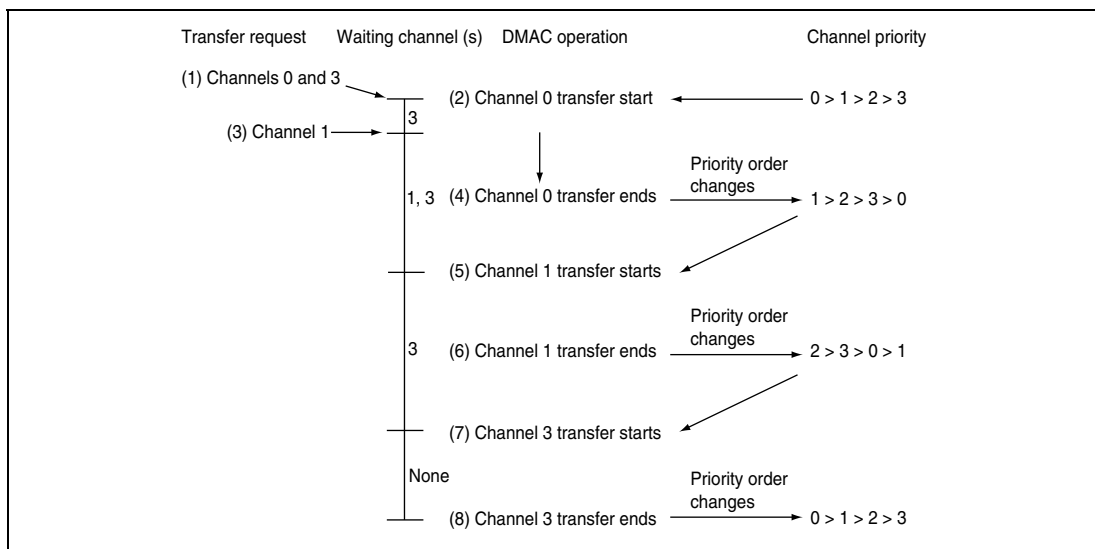 Transfer request Waiting channel (s) DMAC operation Channel priority
(1) Channels 0 and 3
(2) Channel 0 transfer start 0 > 1 > 2 > 3
3
(3) Channel 1
Priority order
changes
1, 3 (4) Channel 0 transfer ends 1 > 2 > 3 > 0
(5) Channel 1 transfer starts
Priority order
changes
3 (6) Channel 1 transfer ends 2 > 3 > 0 > 1
(7) Channel 3 transfer starts
None
Priority order
changes
(8) Channel 3 transfer ends 0 > 1 > 2 > 3